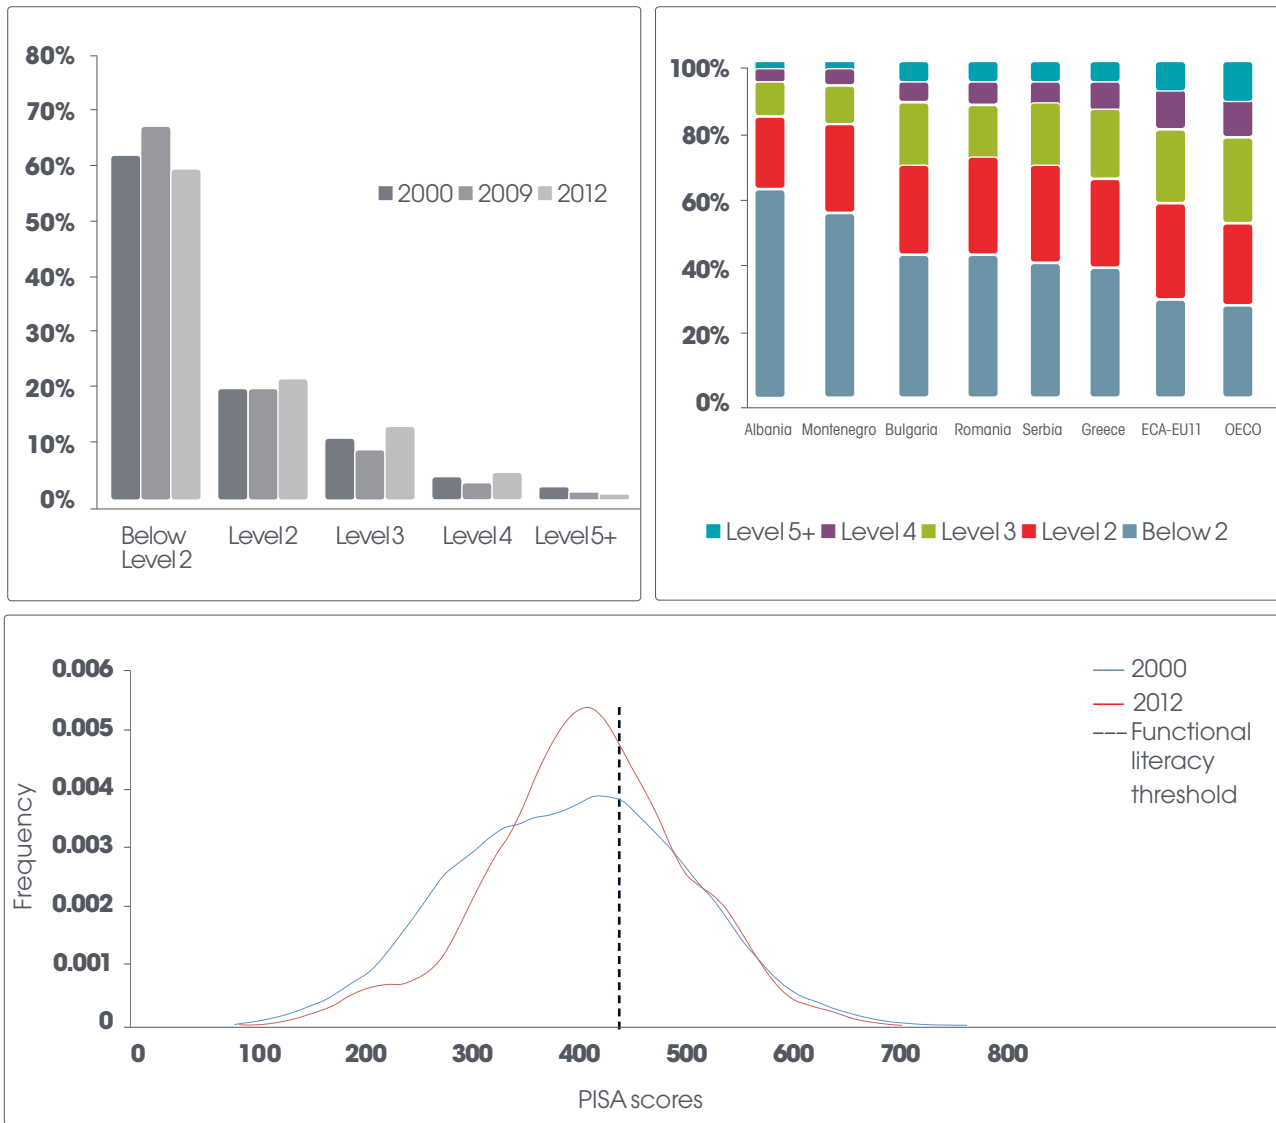 80%
70%
60%
50%
40%
30%
20%
10%
0%
2000 2009 2012
Below
Level 2
Level 2
Level 3
Level 4
Level 5+
100%
80%
60%
40%
20%
0%
Albania Montenegro Bulgaria Romania Serbia Greece ECA-EU11 OECO
Level 5+ Level 4 Level 3 Level 2 Below 2
0.006
0.005
0.004
0.003
0.002
0.001
0
Frequency
0 100 200 300 400 500 600 700 800
PISA scores
2000
2012
Functional
literacy
threshold